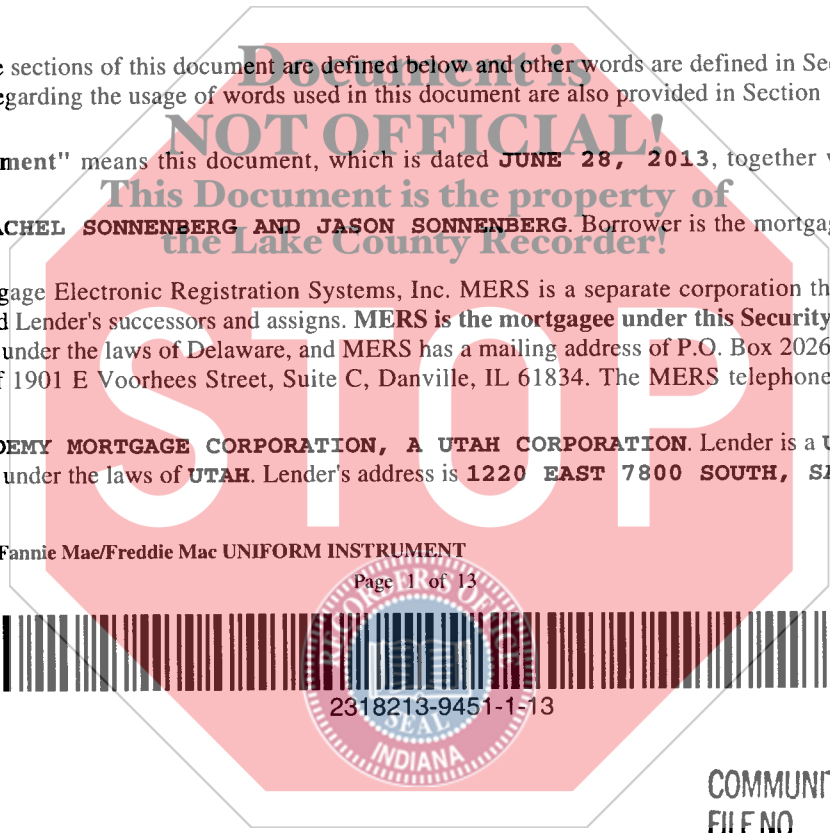 sections of this document are defined below and other words are defined in
Document is
egarding the usage of words used in this document are also provided in Section
NOT OFFICIAL!
ment" means this document, which is dated JUNE 28, 2013, together
This Document is the property of
ACHEL SONNENBERG AND JASON SONNENBERG. Borrower is the mortga
the Lake County Recorder!
gage Electronic Registration Systems, Inc. MERS is a separate corporation th
d Lender's successors and assigns. MERS is the mortgagee under this Security
under the laws of Delaware, and MERS has a mailing address of P.O. Box 2026
1901 E Voorhees Street, Suite C, Danville, IL 61834. The MERS telephone
STOP
DEMY MORTGAGE CORPORATION, A UTAH CORPORATION. Lender is a
under the laws of UTAH. Lender's address is 1220 EAST 7800 SOUTH,
Fannie Mae/Freddie Mac UNIFORM INSTRUMENT
Page 1 of 13
RECORDER'S OFFICE
SEAL
INDIANA
2318213-9451-1-13
COMMUNI
FILE NO